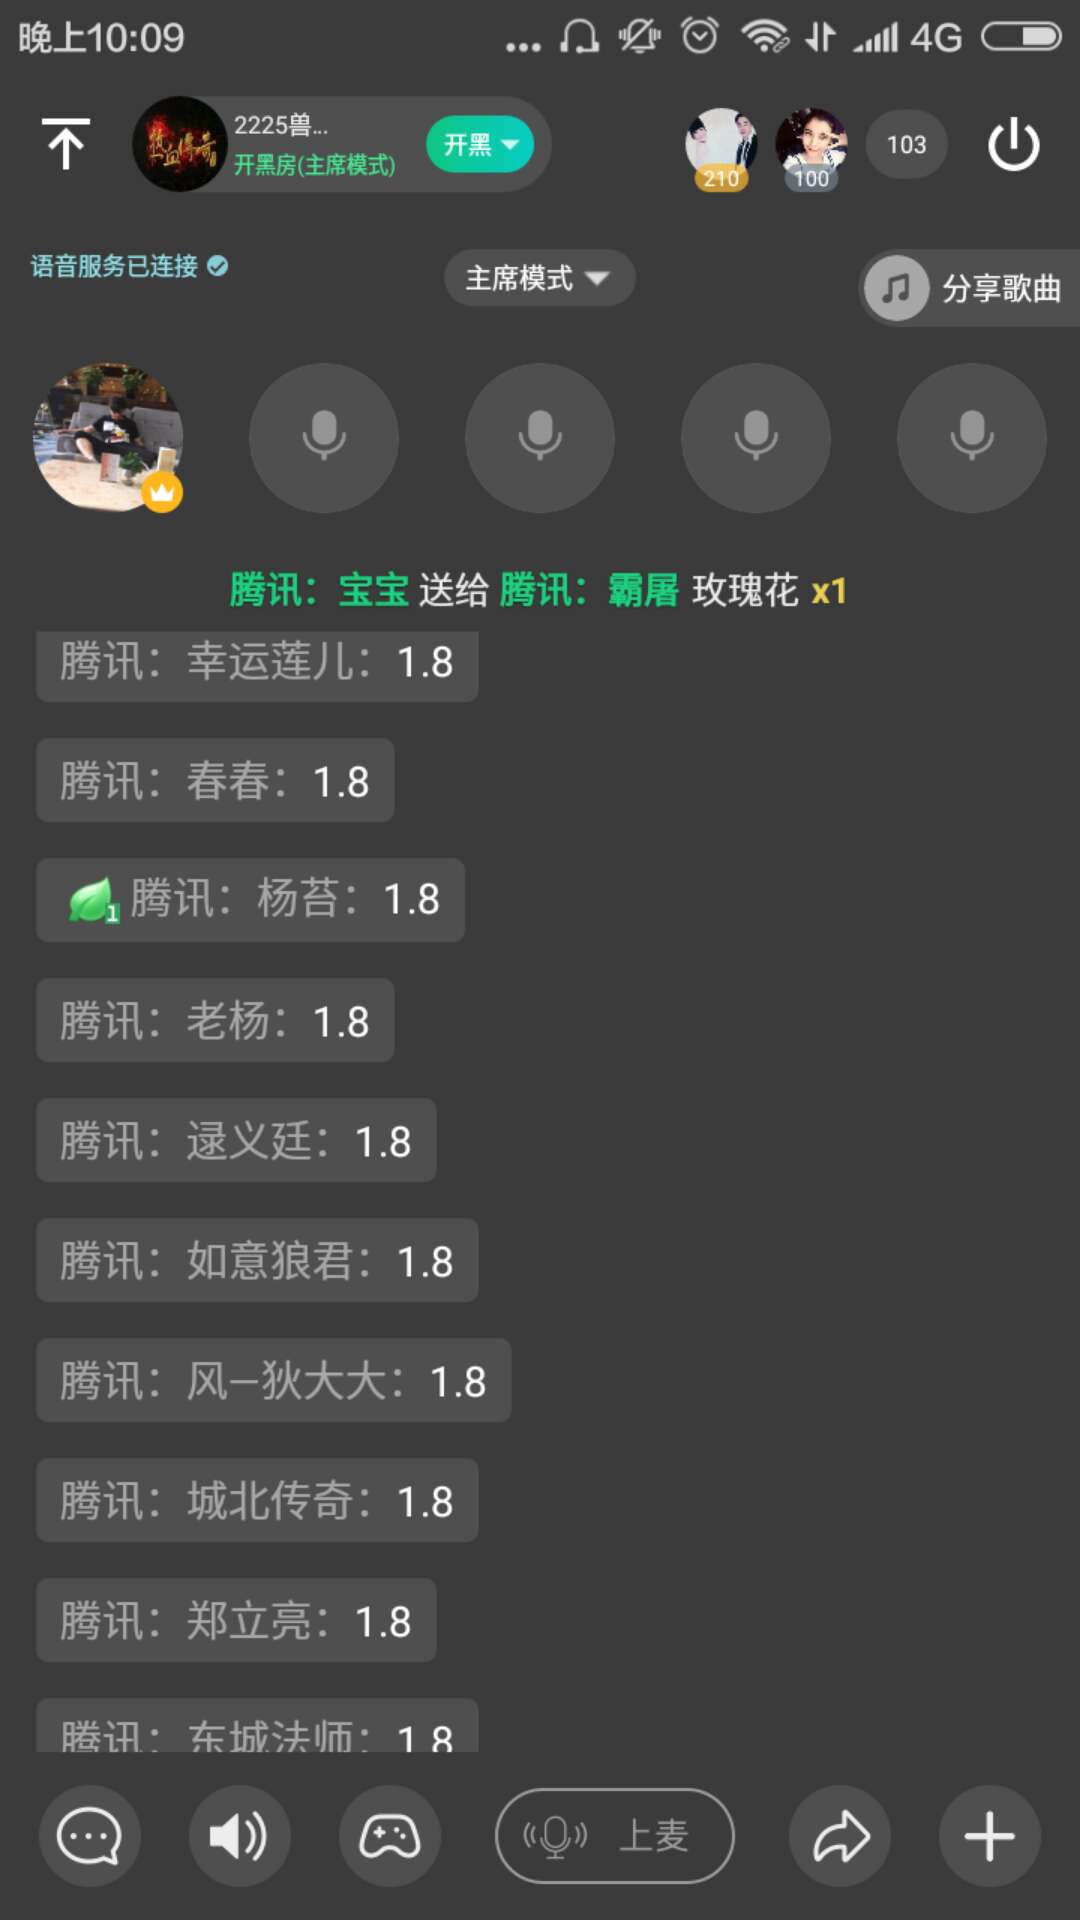 晚上10:09
4G
热血传奇
2225兽...
开黑房(主席模式)
开黑
210
100
103
语音服务已连接
主席模式
分享歌曲
腾讯：宝宝 送给 腾讯：霸屠 玫瑰花 x1
腾讯：幸运莲儿：1.8
腾讯：春春：1.8
1 腾讯：杨苔：1.8
腾讯：老杨：1.8
腾讯：逯义廷：1.8
腾讯：如意狼君：1.8
腾讯：风—狄大大：1.8
腾讯：城北传奇：1.8
腾讯：郑立亮：1.8
腾讯：东城法师：1.8
上麦